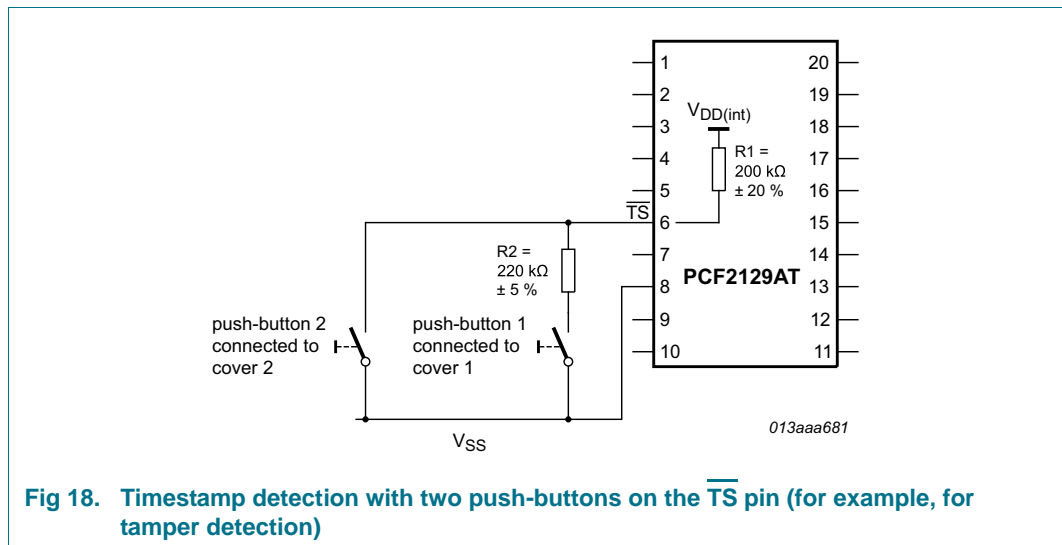 1
2
3
4
5
6
7
8
9
10
20
19
18
17
16
15
14
13
12
11
VDD(int)
R1 =
200 kΩ
± 20 %
TS
R2 =
220 kΩ
± 5 %
PCF2129AT
push-button 2
connected to
cover 2
push-button 1
connected to
cover 1
VSS
013aaa681
Fig 18. Timestamp detection with two push-buttons on the TS pin (for example, for
tamper detection)